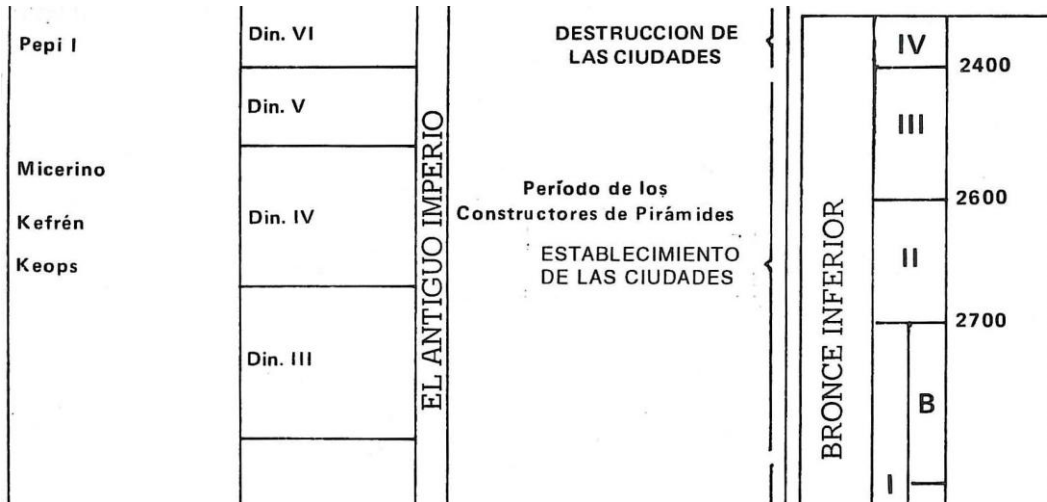 Pepi I
Micerino
Kefrén
Keops
Din. VI
Din. V
Din. IV
Din. III
EL ANTIGUO IMPERIO
DESTRUCCION DE
LAS CIUDADES
Período de los
Constructores de Pirámides
ESTABLECIMIENTO
DE LAS CIUDADES
BRONCE INFERIOR
IV
III
II
I
B
2400
2600
2700